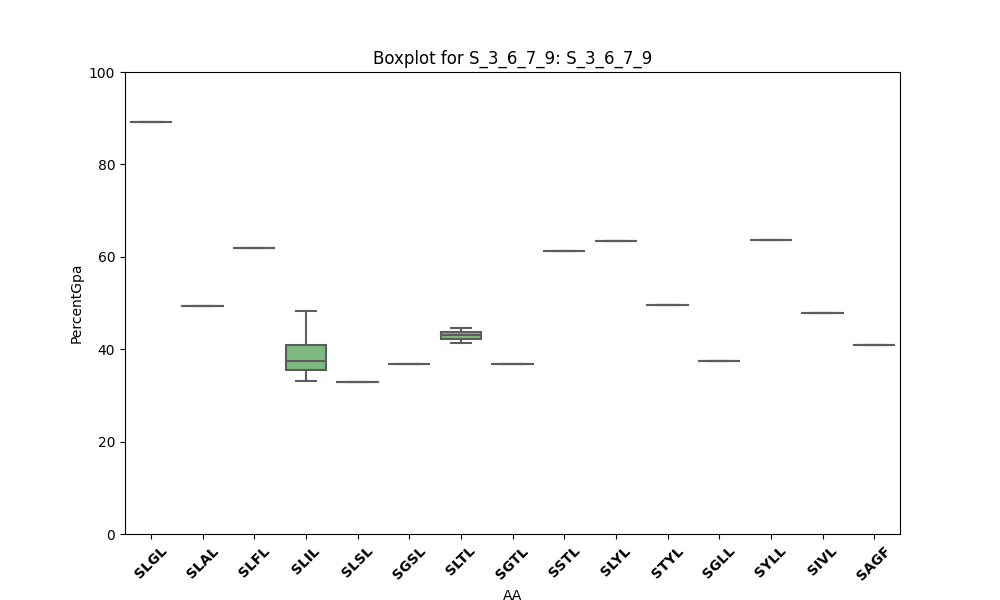 Boxplot for S_3_6_7_9: S_3_6_7_9
PercentGpa
100
80
60
40
20
0
SLGL SLAL SLFL SLIL SLSL SGSL SLTL SGTL SSTL SLYL STYL SGLL SYLL SIVL SAGF
AA